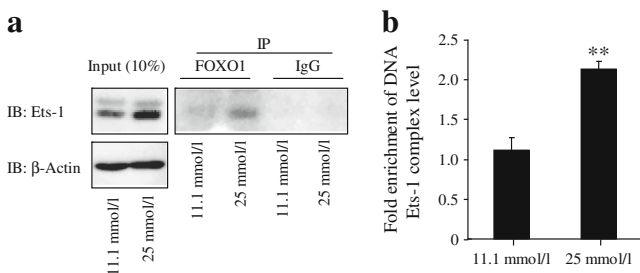 a
IP
Input (10%)
FOXO1
IgG
IB: Ets-1
IB: β-Actin
11.1 mmol/l
25 mmol/l
11.1 mmol/l
25 mmol/l
11.1 mmol/l
25 mmol/l
b
Fold enrichment of DNA
Ets-1 complex level
2.5
2.0
1.5
1.0
0.5
0
**
11.1 mmol/l
25 mmol/l